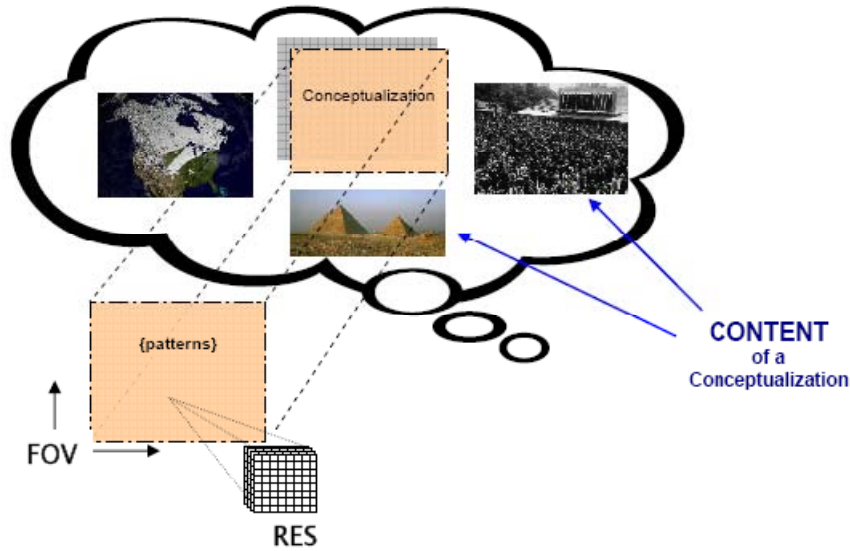 Conceptualization
{patterns}
CONTENT
of a
Conceptualization
FOV
RES